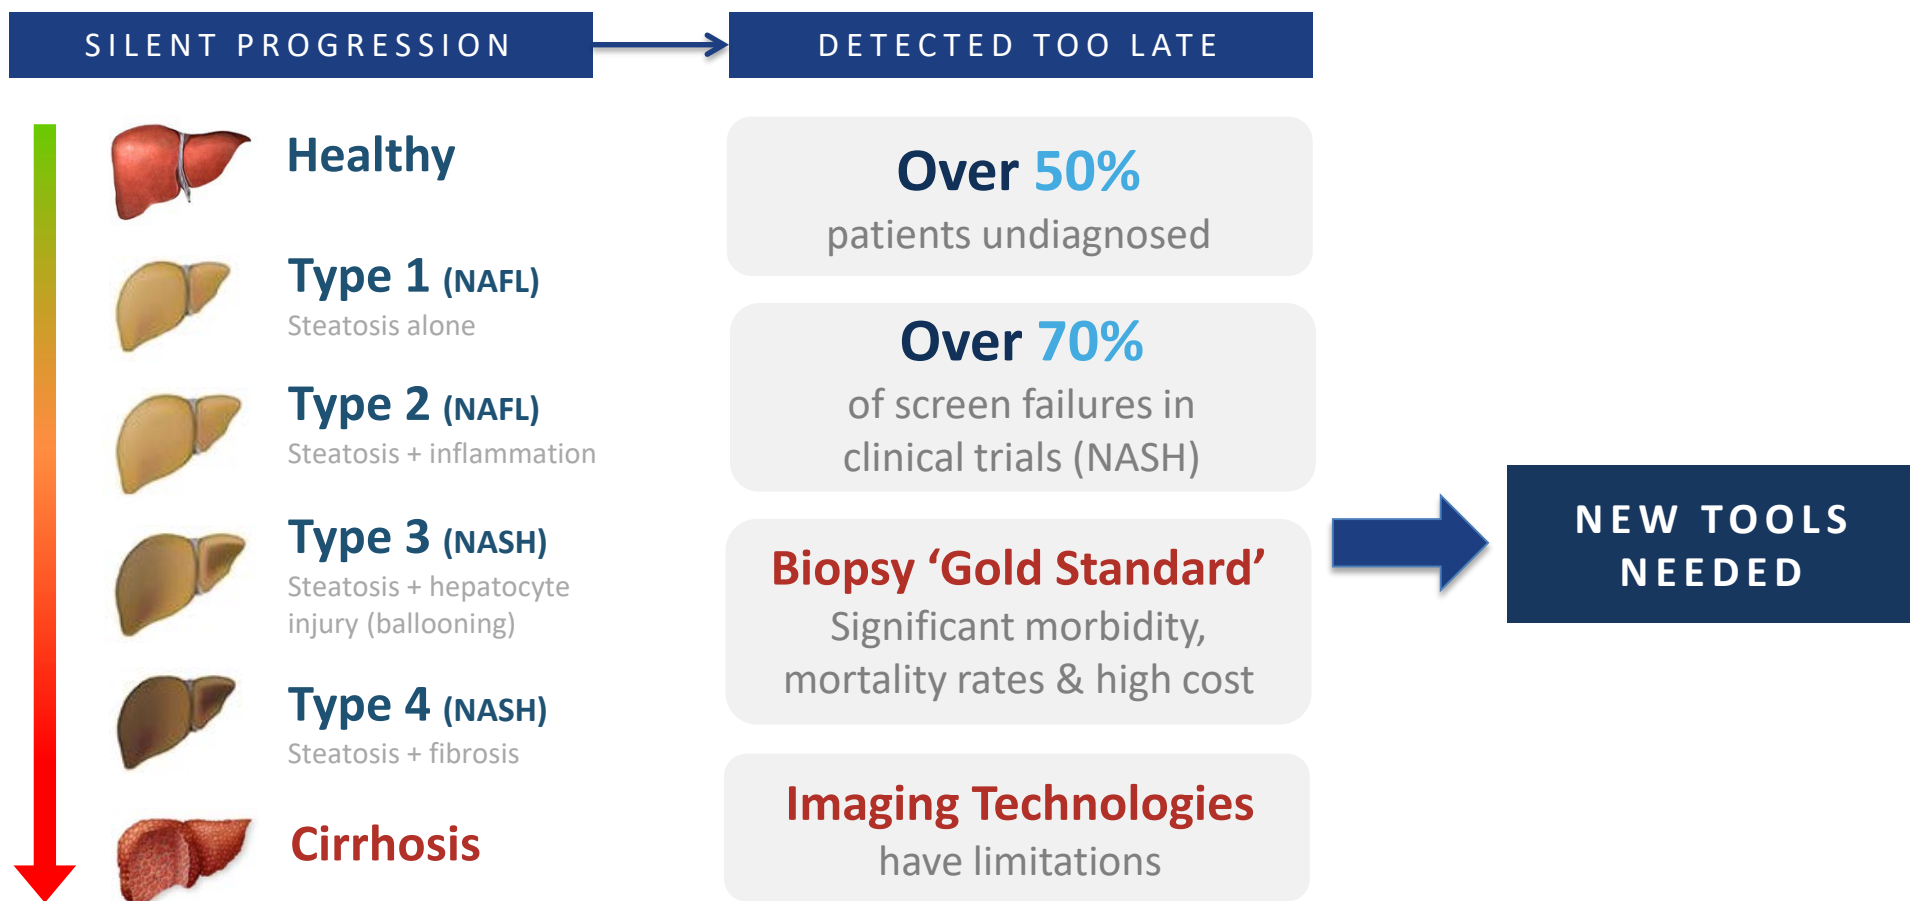 SILENT PROGRESSION
DETECTED TOO LATE
Healthy
Type 1 (NAFL)
Steatosis alone
Type 2 (NAFL)
Steatosis + inflammation
Type 3 (NASH)
Steatosis + hepatocyte
injury (ballooning)
Type 4 (NASH)
Steatosis + fibrosis
Cirrhosis
Over 50%
patients undiagnosed
Over 70%
of screen failures in
clinical trials (NASH)
Biopsy ‘Gold Standard’
Significant morbidity,
mortality rates & high cost
Imaging Technologies
have limitations
NEW TOOLS
NEEDED